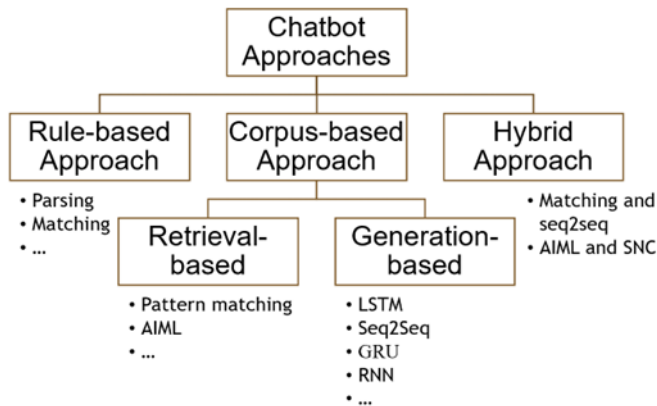 Chatbot
Approaches
Rule-based
Approach
Corpus-based
Approach
Hybrid
Approach
• Parsing
• Matching
• ...
• Matching and
seq2seq
• AIML and SNC
Retrieval-
based
Generation-
based
• Pattern matching
• AIML
• ...
• LSTM
• Seq2Seq
• GRU
• RNN
• ...